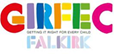 GIRFEC
GETTING IT RIGHT FOR EVERY CHILD
FALKIRK